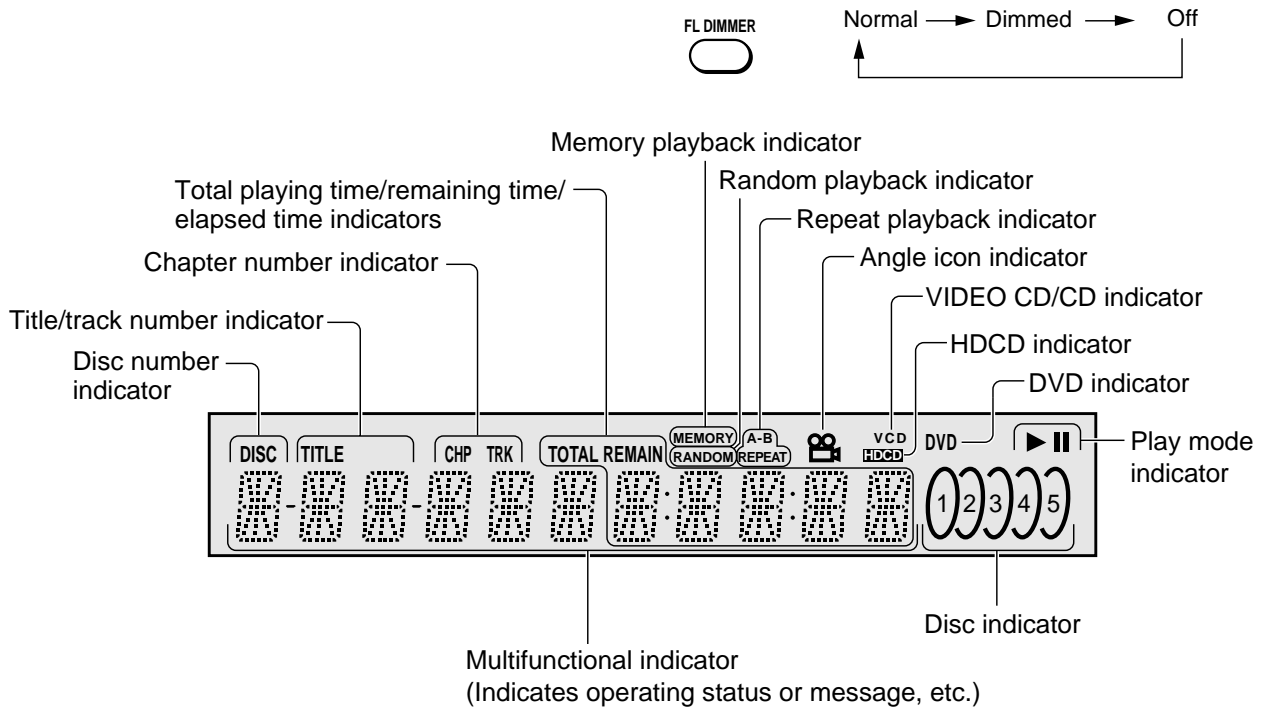 FL DIMMER
Normal Dimmed Off
Memory playback indicator
Total playing time/remaining time/
elapsed time indicators
Random playback indicator
Repeat playback indicator
Chapter number indicator
Angle icon indicator
VIDEO CD/CD indicator
Title/track number indicator
HDCD indicator
Disc number
indicator
DVD indicator
DISC TITLE CHP TRK TOTAL REMAIN MEMORY A-B VCD DVD
RANDOM REPEAT HDCD
Play mode
indicator
1 2 3 4 5
Disc indicator
Multifunctional indicator
(Indicates operating status or message, etc.)